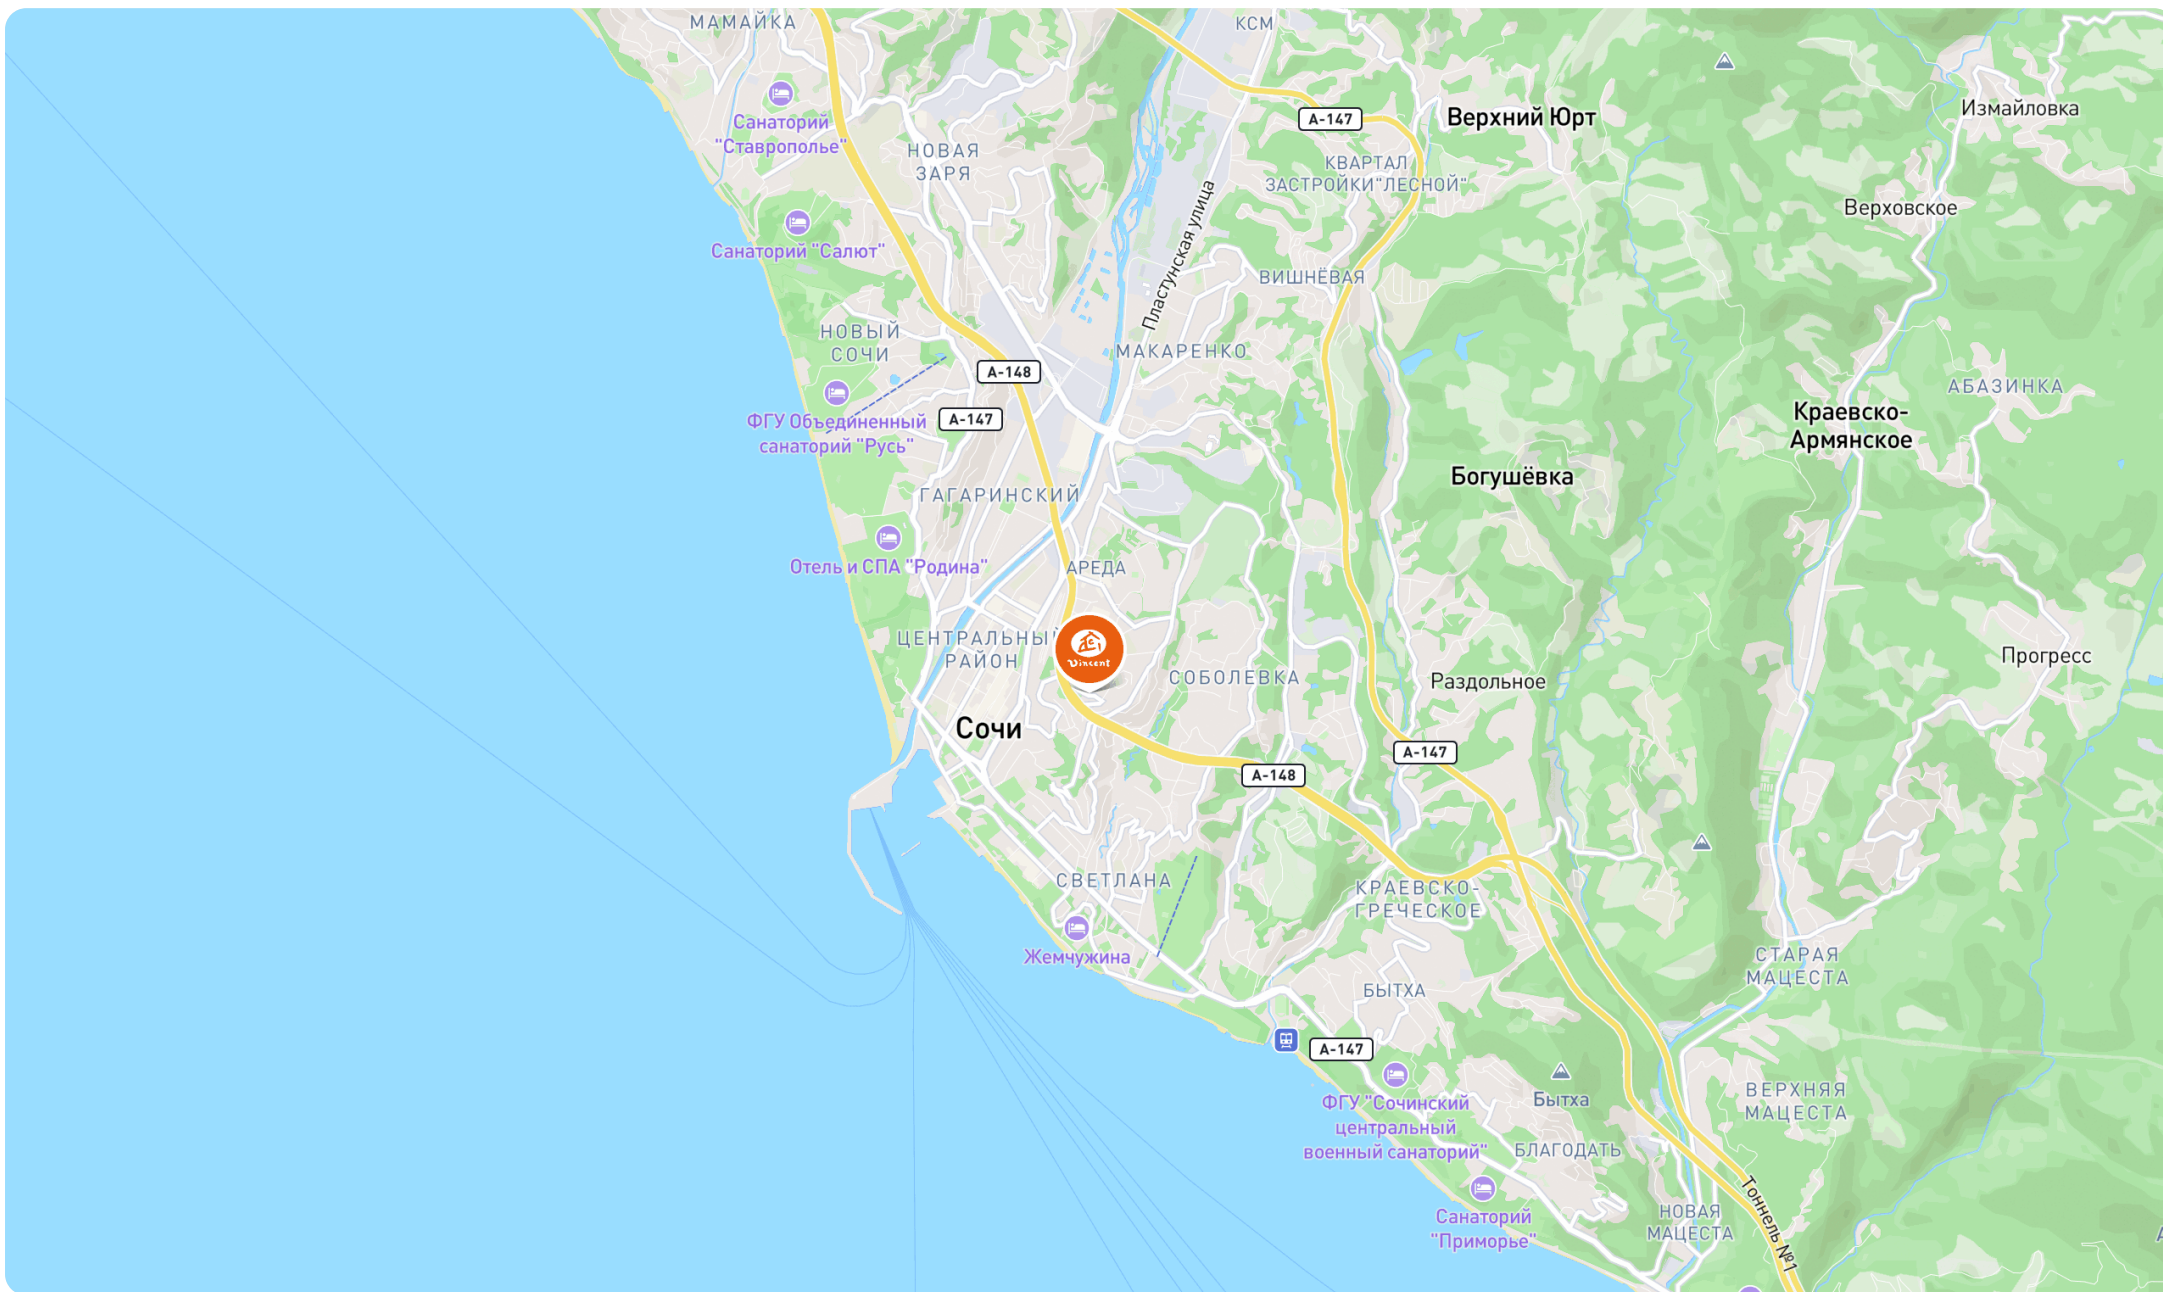 МАМАЙКА
КСМ
Санаторий
"Ставрополье"
А-147
Верхний Юрт
Измайловка
НОВАЯ
ЗАРЯ
КВАРТАЛ
ЗАСТРОЙКИ"ЛЕСНОЙ"
Верховское
Санаторий "Салют"
Пластунская улица
ВИШНЁВАЯ
НОВЫЙ
СОЧИ
МАКАРЕНКО
А-148
АБАЗИНКА
ФГУ Объединенный
санаторий "Русь"
А-147
Краевско-
Армянское
Богушёвка
ГАГАРИНСКИЙ
Отель и СПА "Родина"
АРЕДА
ЦЕНТРАЛЬНЫ
РАЙОН
Vincent
СОБОЛЕВКА
Раздольное
Прогресс
Сочи
А-147
А-148
СВЕТЛАНА
КРАЕВСКО-
ГРЕЧЕСКОЕ
Жемчужина
СТАРАЯ
МАЦЕСТА
БЫТХА
А-147
ФГУ "Сочинский
центральный
военный санаторий"
Бытха
ВЕРХНЯЯ
МАЦЕСТА
БЛАГОДАТЬ
Санаторий
"Приморье"
НОВАЯ
МАЦЕСТА
Тоннель №1